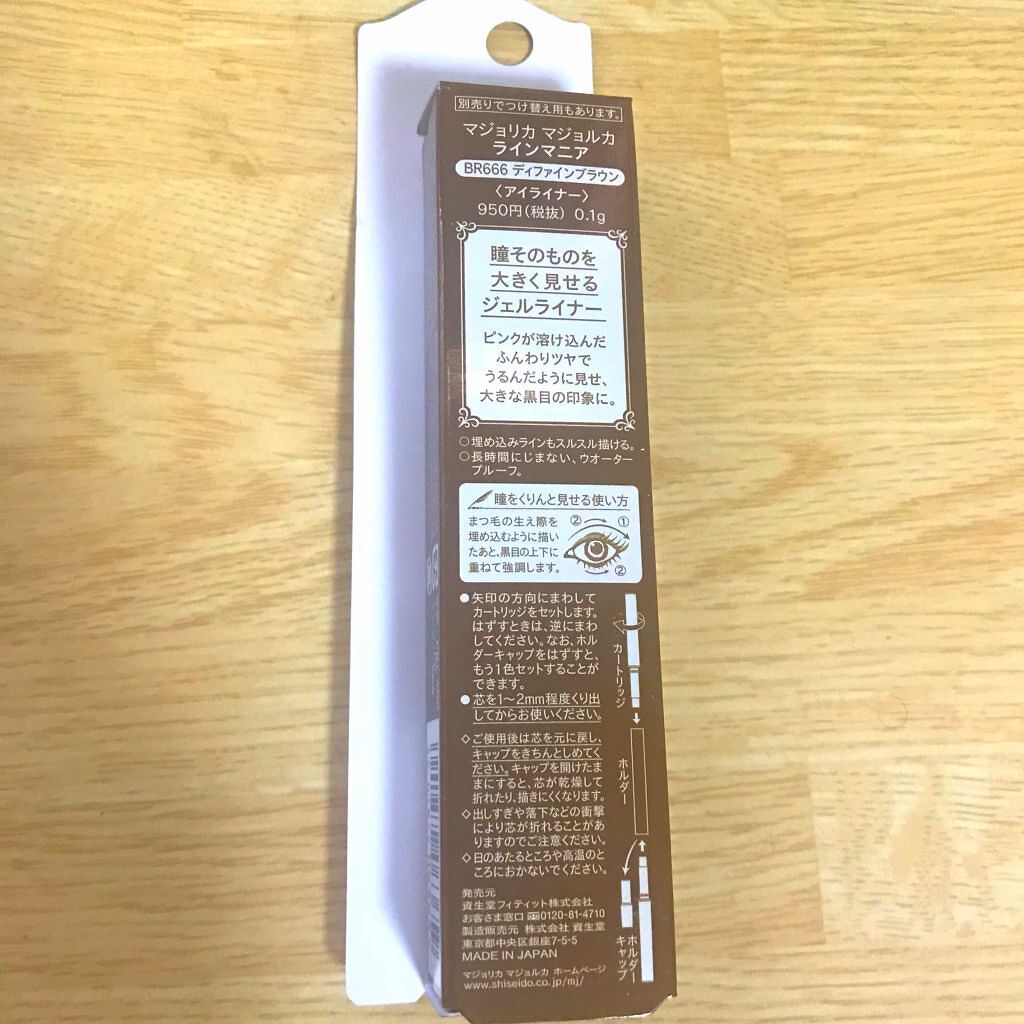 別売りでつけ替え用もあります。
マジョリカ マジョルカ
ラインマニア
BR666 ディファインブラウン
〈アイライナー〉
950円(税抜) 0.1g
瞳そのものを
大きく見せる
ジェルライナー
ピンクが溶け込んだ
ふんわりツヤで
うるんだように見せ、
大きな黒目の印象に。
○埋め込みラインもスルスル描ける。
○長時間にじまない、ウオーター
プルーフ。
瞳をくりんと見せる使い方
まつ毛の生え際を
埋め込むように描い
たあと、黒目の上下に
重ねて強調します。
② ①
②
●矢印の方向にまわして
カートリッジをセットします。
はずすときは、逆にまわ
してください。なお、ホル
ダーキャップをはずすと、
もう1色セットすることが
できます。
●芯を1〜2mm程度くり出
してからお使いください。
◇ご使用後は芯を元に戻し、
キャップをきちんとしめてく
ださい。キャップを開けたま
まにすると、芯が乾燥して
折れたり、描きにくくなります。
◇出しすぎや落下などの衝撃
により芯が折れることがあ
りますのでご注意ください。
◇日のあたるところや高温のと
ころにおかないでください。
カートリッジ
ホルダー
ホルダー
キャップ
発売元
資生堂フィティット株式会社
お客さま窓口 0120-81-4710
製造販売元 株式会社 資生堂
東京都中央区銀座7-5-5
MADE IN JAPAN
マジョリカ マジョルカ ホームページ
www.shiseido.co.jp/mj/